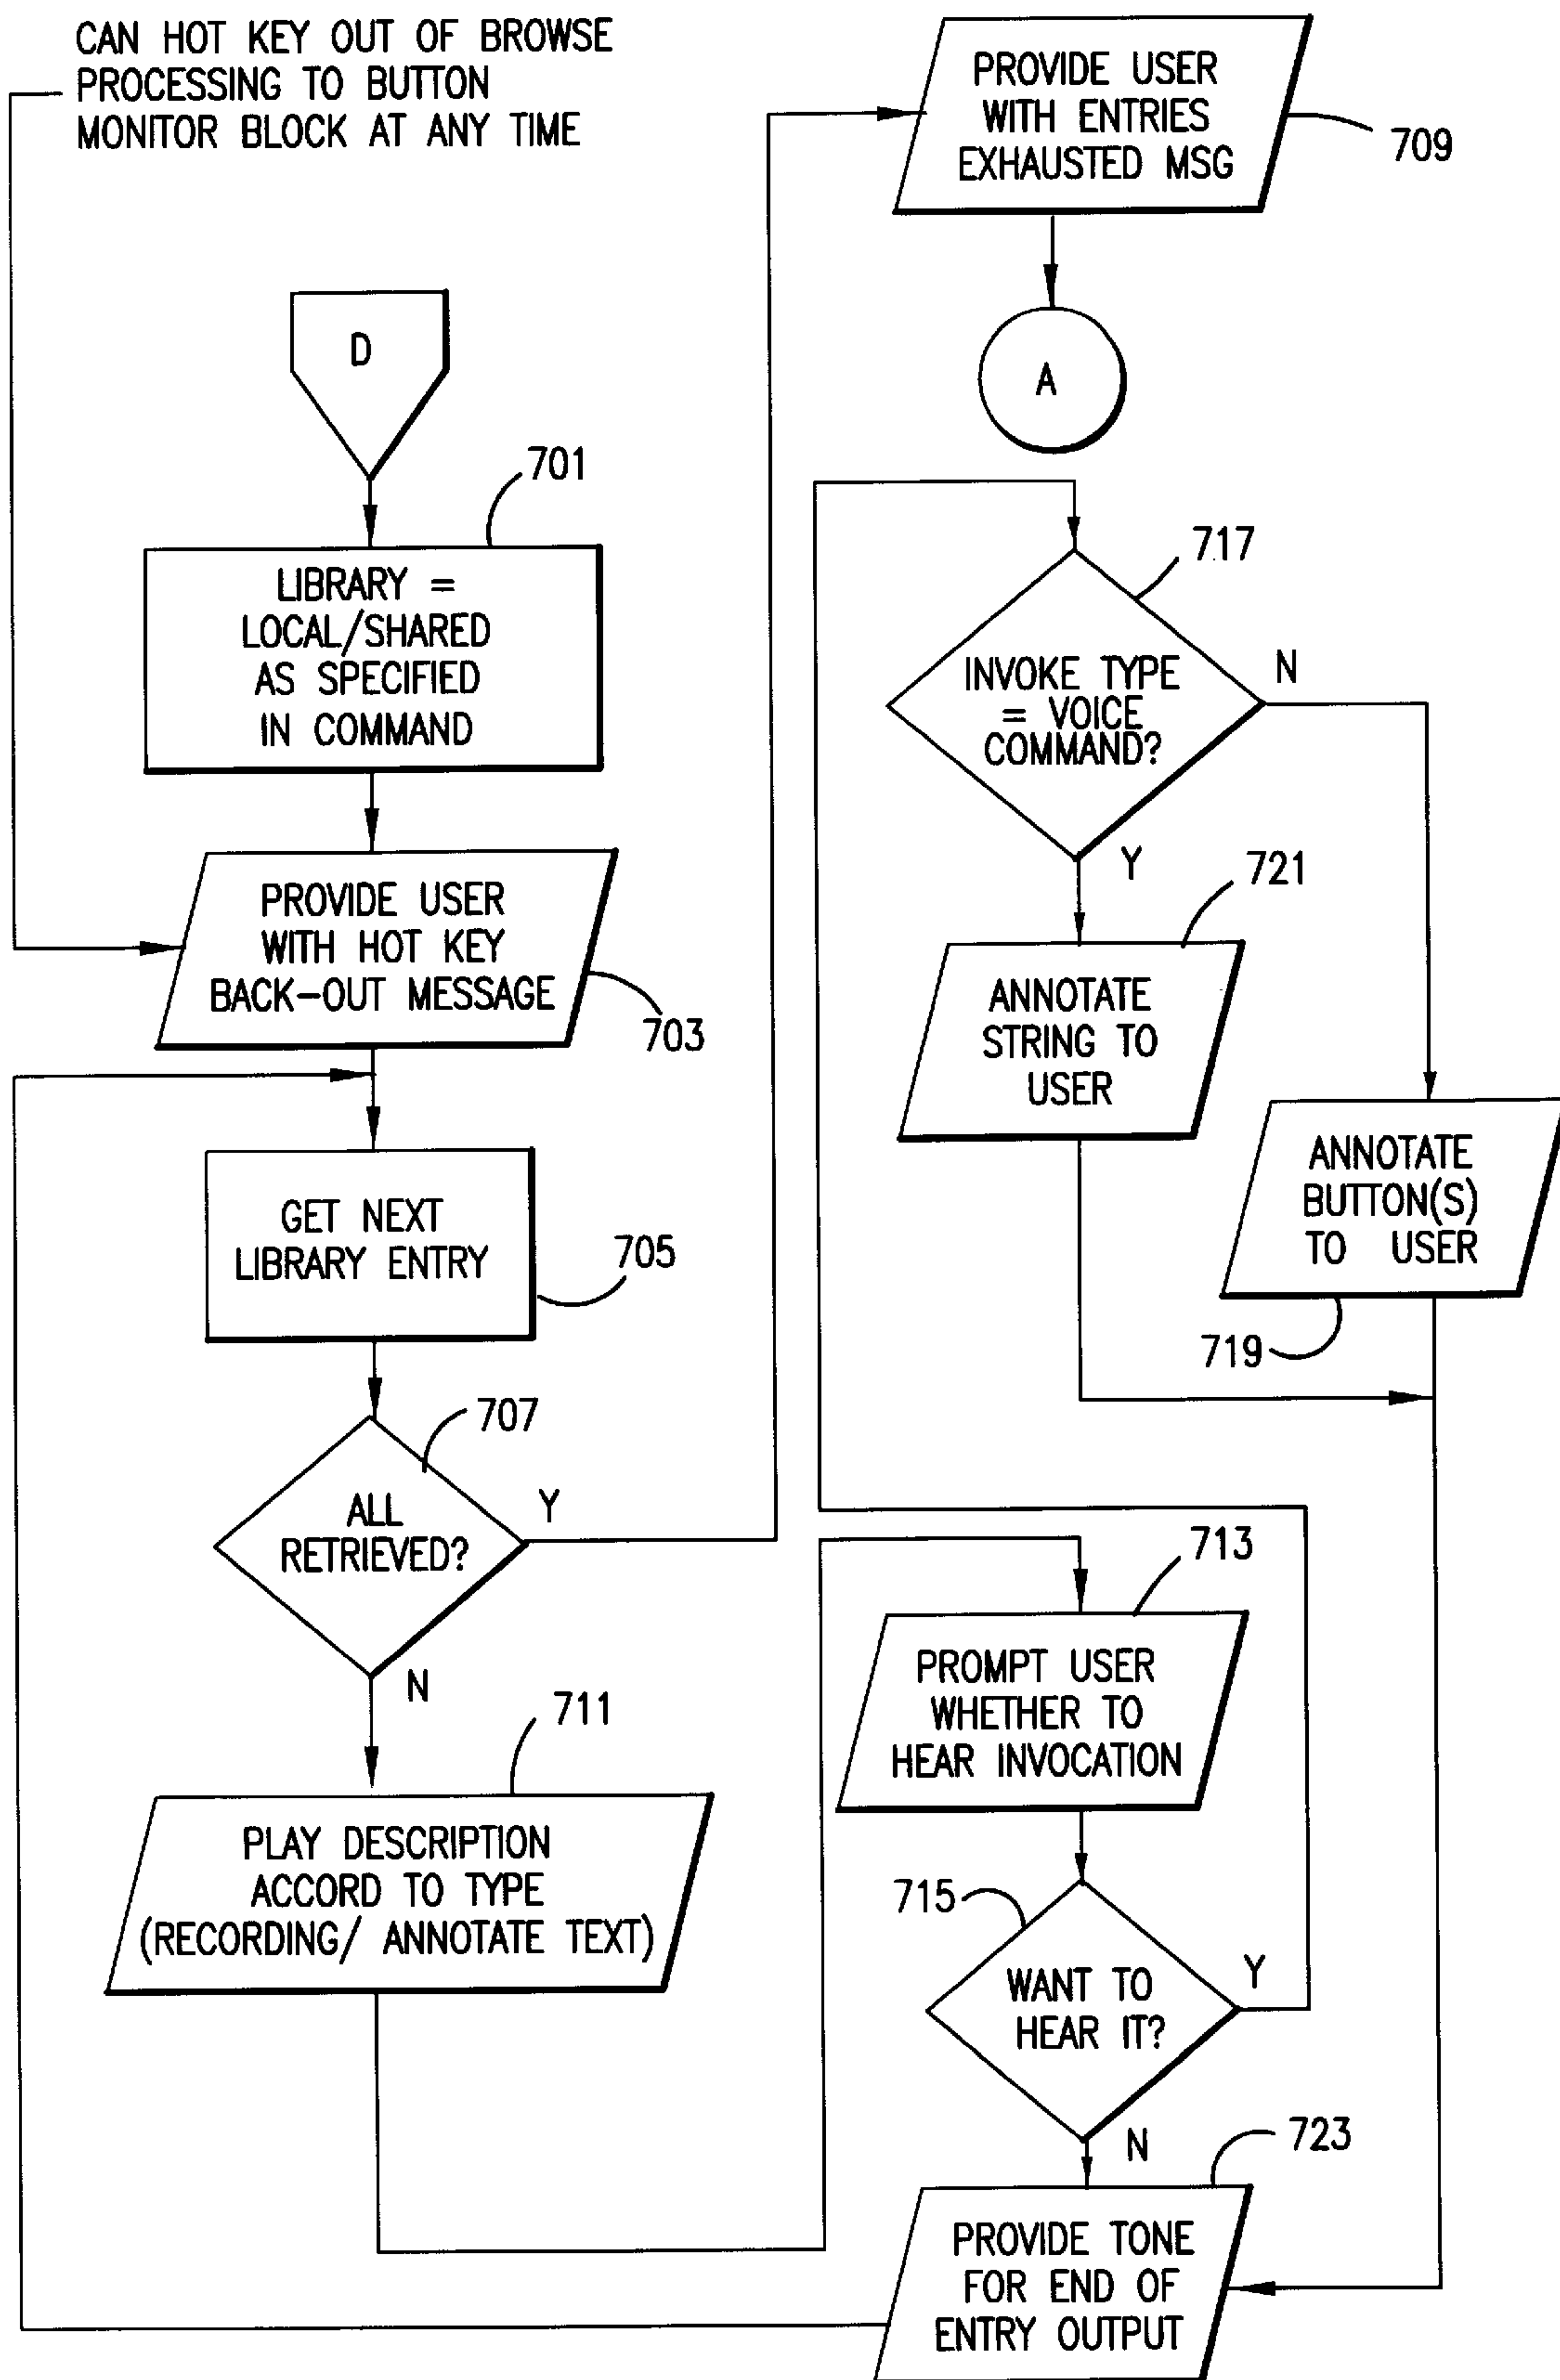 CAN HOT KEY OUT OF BROWSE
PROCESSING TO BUTTON
MONITOR BLOCK AT ANY TIME
D
701
LIBRARY =
LOCAL/SHARED
AS SPECIFIED
IN COMMAND
PROVIDE USER
WITH HOT KEY
BACK-OUT MESSAGE
703
GET NEXT
LIBRARY ENTRY
705
707
ALL
RETRIEVED?
Y
N
711
PLAY DESCRIPTION
ACCORD TO TYPE
(RECORDING/ ANNOTATE TEXT)
PROVIDE USER
WITH ENTRIES
EXHAUSTED MSG
709
A
717
INVOKE TYPE
= VOICE
COMMAND?
N
Y
721
ANNOTATE
STRING TO
USER
ANNOTATE
BUTTON(S)
TO USER
719
713
PROMPT USER
WHETHER TO
HEAR INVOCATION
715
WANT TO
HEAR IT?
Y
N
723
PROVIDE TONE
FOR END OF
ENTRY OUTPUT